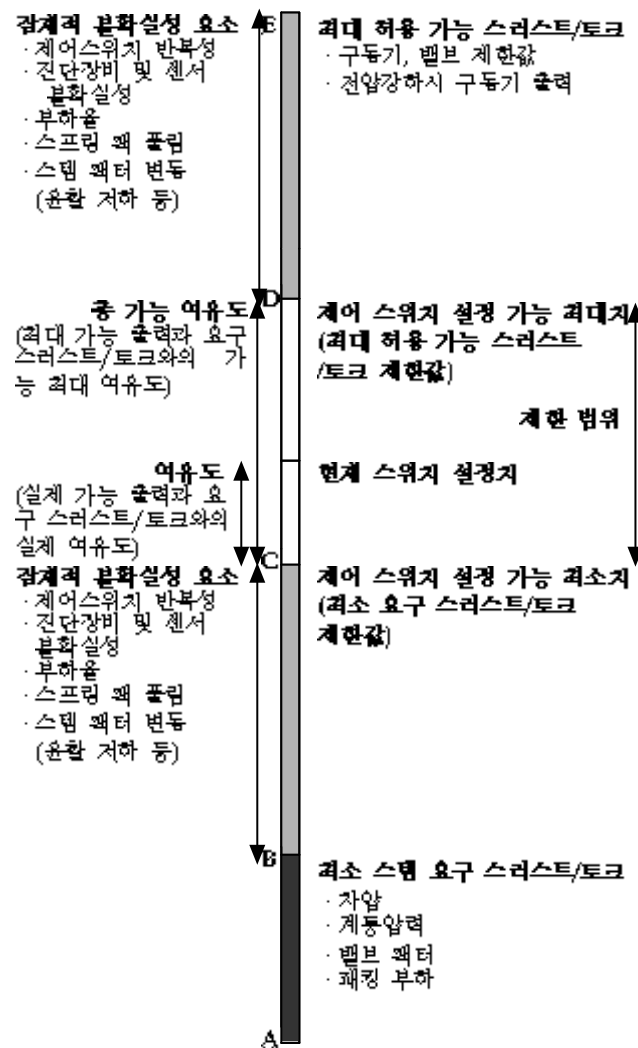 잠재적 불확실성 요소
· 제어스위치 반복성
· 진단장비 및 센서
불확실성
· 부하율
· 스프링 팩 풀림
· 스템 팩터 변동
(윤활 저하 등)
E
최대 허용 가능 스러스트/토크
· 구동기, 밸브 제한값
· 전압강하시 구동기 출력
총 가능 여유도
(최대 가능 출력과 요구
스러스트/토크와의 가
능 최대 여유도)
D
제어 스위치 설정 가능 최대치
(최대 허용 가능 스러스트
/토크 제한값)
제한 범위
여유도
(실제 가능 출력과 요
구 스러스트/토크와의
실제 여유도)
현재 스위치 설정치
C
잠재적 불확실성 요소
· 제어스위치 반복성
· 진단장비 및 센서
불확실성
· 부하율
· 스프링 팩 풀림
· 스템 팩터 변동
(윤활 저하 등)
제어 스위치 설정 가능 최소치
(최소 요구 스러스트/토크
제한값)
B
최소 스템 요구 스러스트/토크
· 차압
· 계통압력
· 밸브 팩터
· 패킹 부하
A